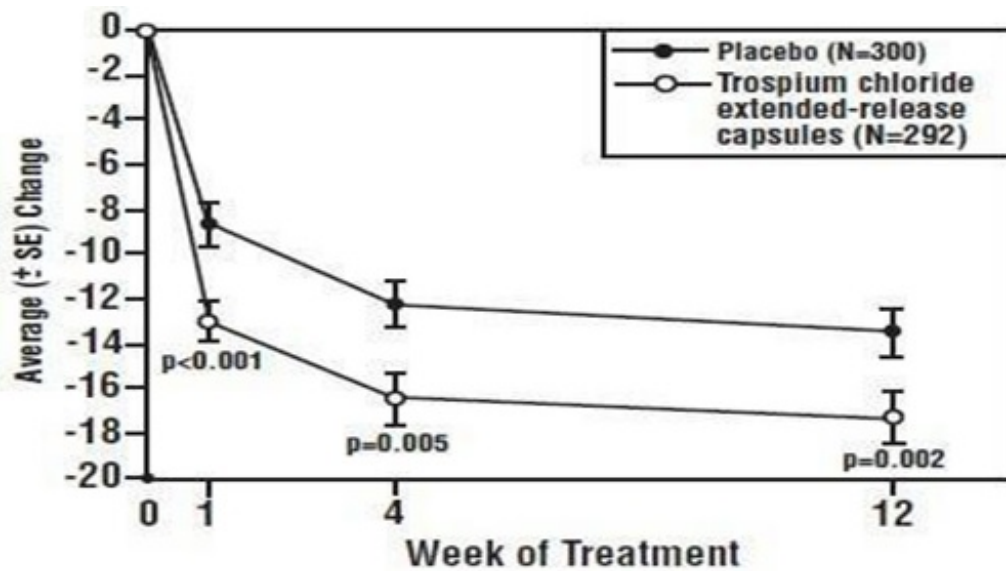 0
-2
-4
-6
-8
-10
-12
-14
-16
-18
-20
Average (± SE) Change
Placebo (N=300)
Trospium chloride
extended-release
capsules (N=292)
p<0.001
p=0.005
p=0.002
0 1 4 12
Week of Treatment